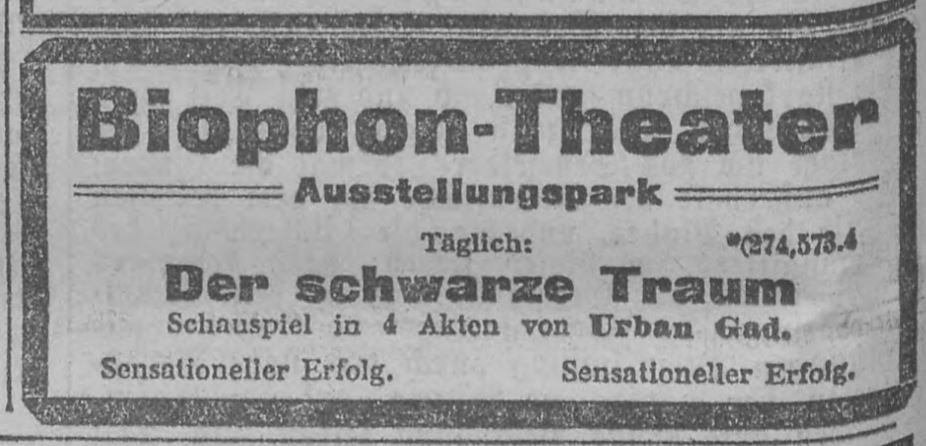 Biophon-Theater
Ausstellungspark
Täglich: *(274,573.4
Der schwarze Traum
Schauspiel in 4 Akten von Urban Gad.
Sensationeller Erfolg. Sensationeller Erfolg.